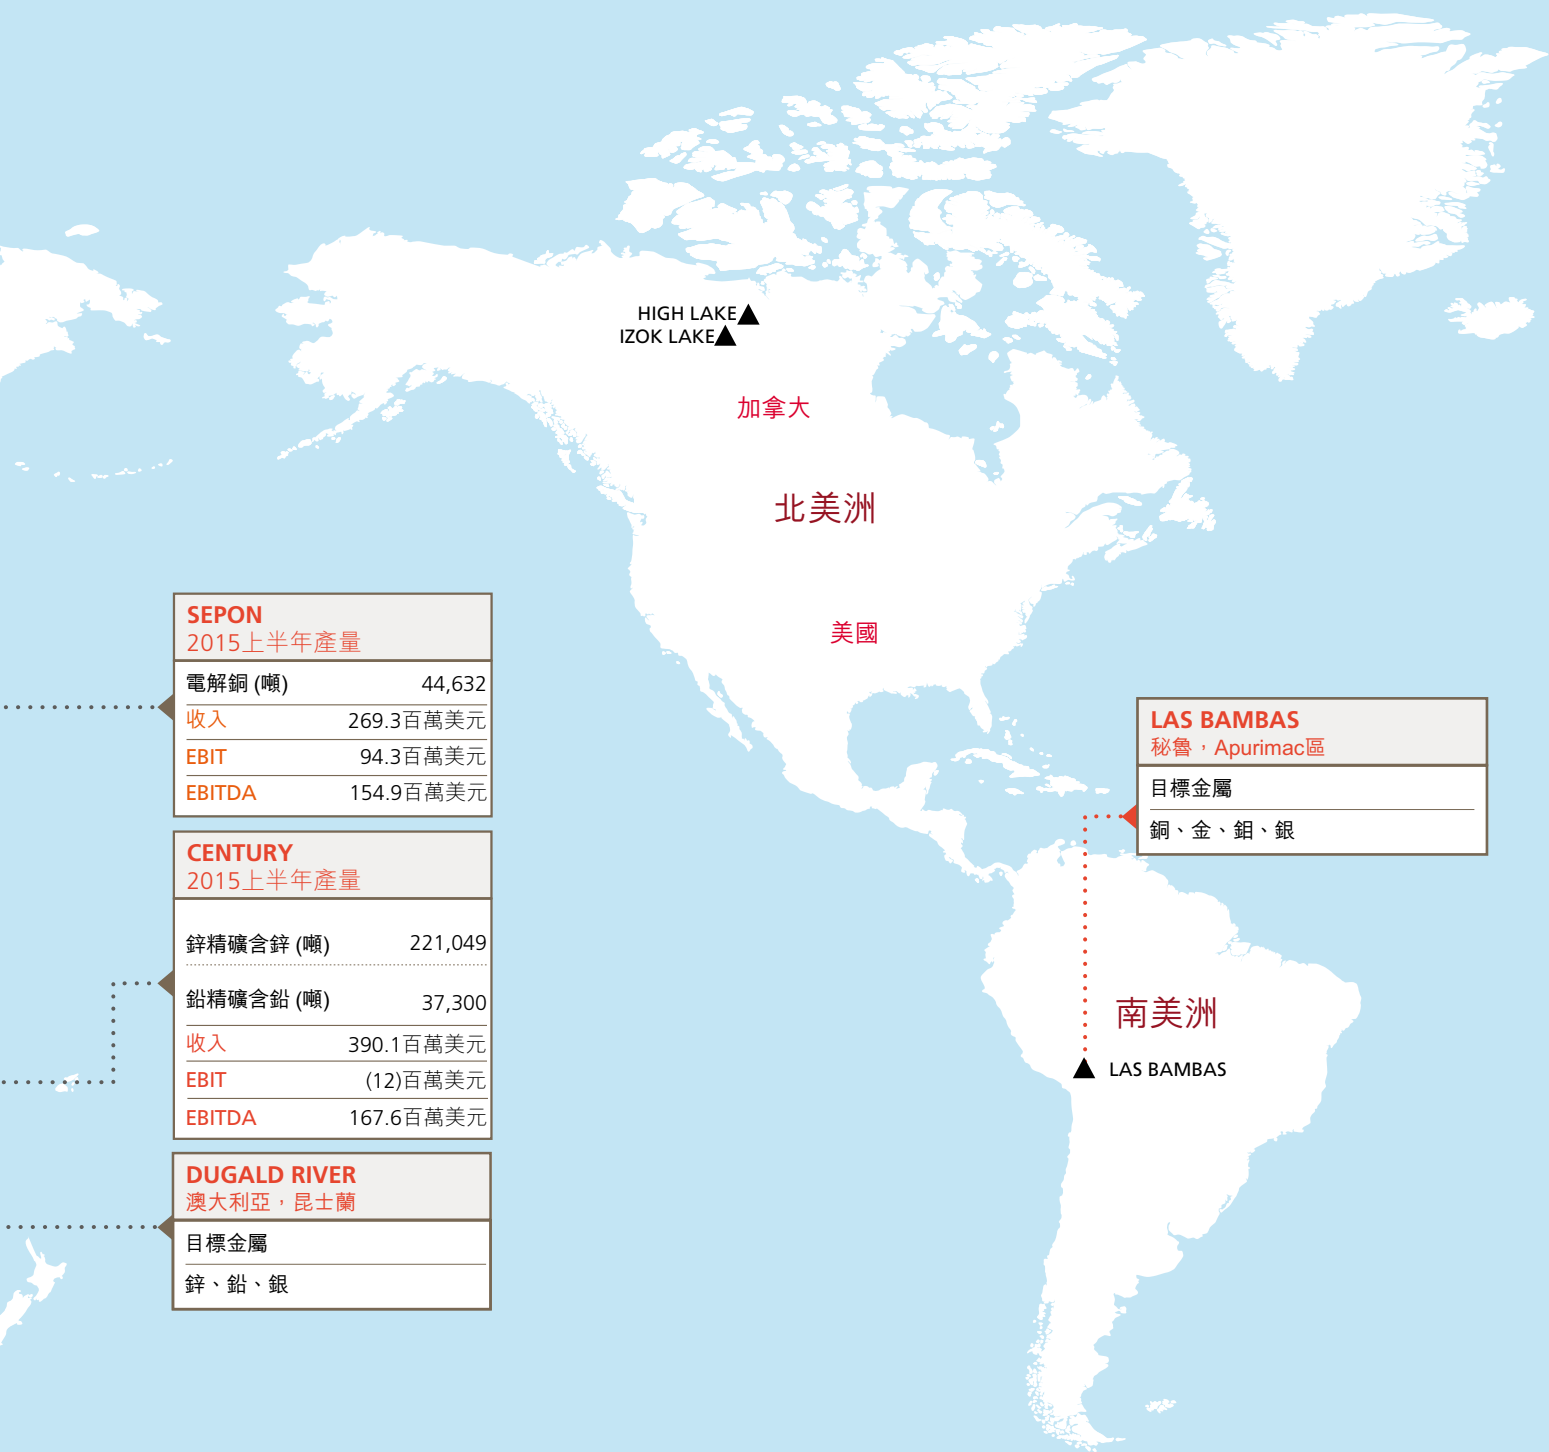 HIGH LAKE
IZOK LAKE
加拿大
北美洲
美國
SEPON
2015上半年產量
電解銅 (噸) 44,632
收入 269.3百萬美元
EBIT 94.3百萬美元
EBITDA 154.9百萬美元
CENTURY
2015上半年產量
鋅精礦含鋅 (噸) 221,049
鉛精礦含鉛 (噸) 37,300
收入 390.1百萬美元
EBIT (12)百萬美元
EBITDA 167.6百萬美元
DUGALD RIVER
澳大利亞，昆士蘭
目標金屬
鋅、鉛、銀
LAS BAMBAS
秘魯，Apurimac區
目標金屬
銅、金、鉬、銀
南美洲
LAS BAMBAS